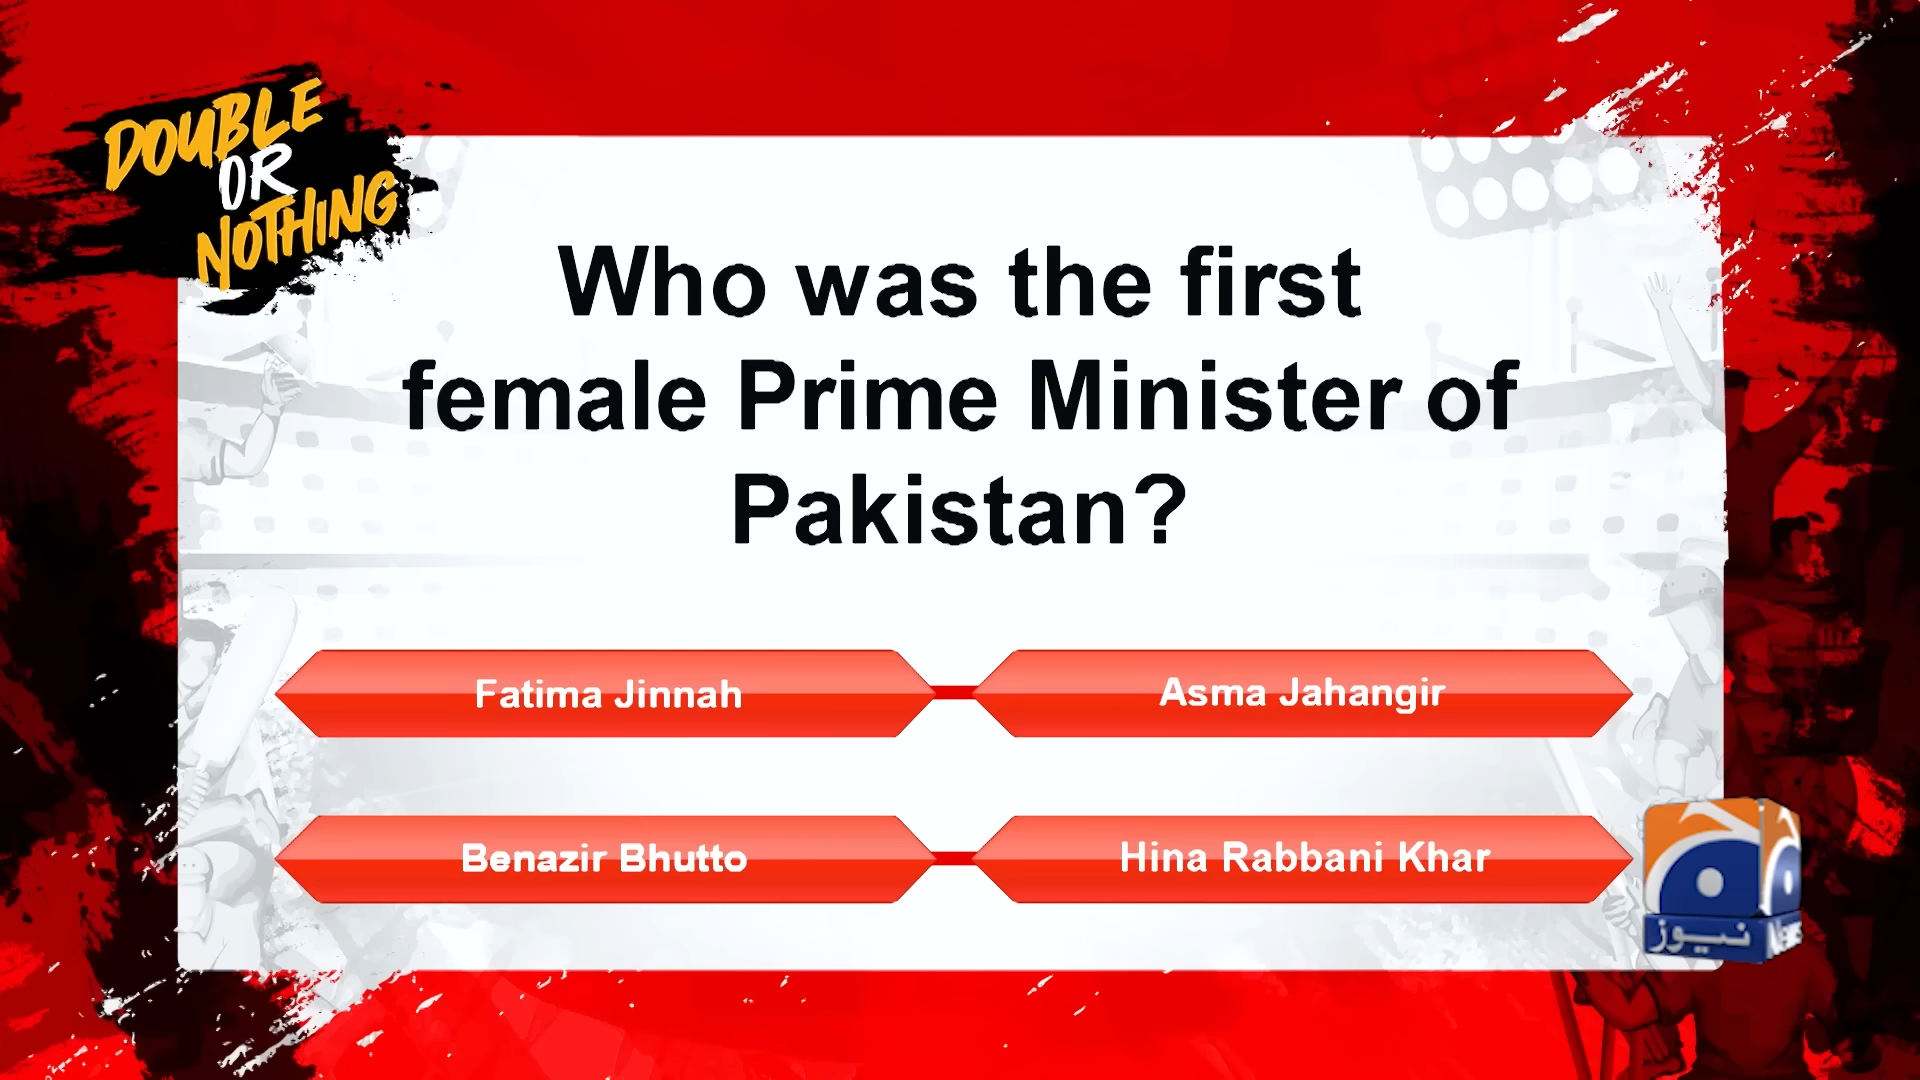 DOUBLE
OR
NOTHING
Who was the first
female Prime Minister of
Pakistan?
Fatima Jinnah
Asma Jahangir
Benazir Bhutto
Hina Rabbani Khar
نیوز News